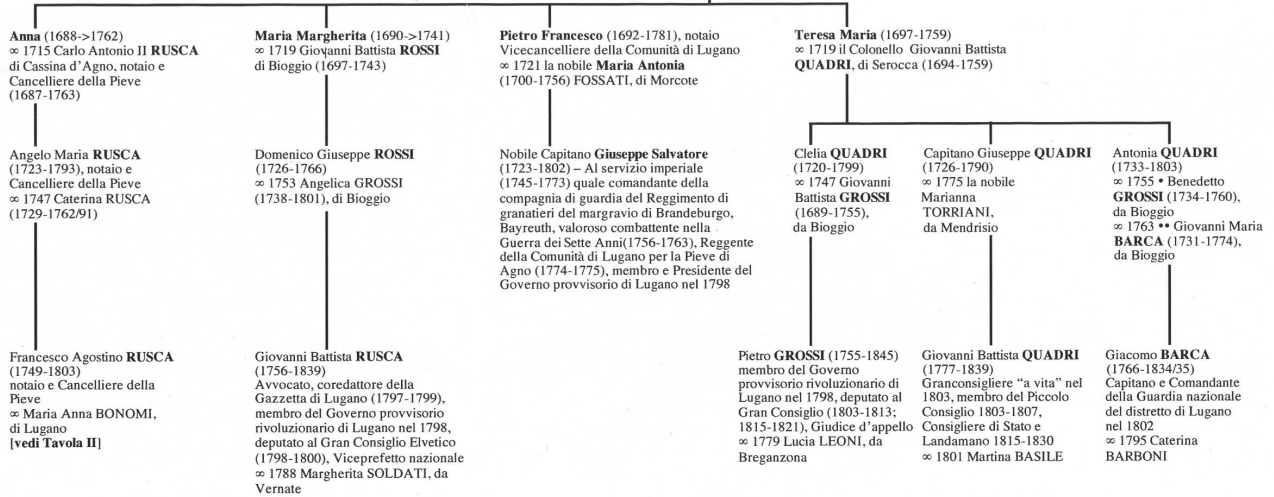 Anna (1688->1762)
∞ 1715 Carlo Antonio II RUSCA
di Cassina d'Agno, notaio e
Cancelliere della Pieve
(1687-1763)
Maria Margherita (1690->1741)
∞ 1719 Giovanni Battista ROSSI
di Bioggio (1697-1743)
Pietro Francesco (1692-1781), notaio
Vicecancelliere della Comunità di Lugano
∞ 1721 la nobile Maria Antonia
(1700-1756) FOSSATI, di Morcote
Teresa Maria (1697-1759)
∞ 1719 il Colonello Giovanni Battista
QUADRI, di Serocca (1694-1759)
Angelo Maria RUSCA
(1723-1793), notaio e
Cancelliere della Pieve
∞ 1747 Caterina RUSCA
(1729-1762/91)
Domenico Giuseppe ROSSI
(1726-1766)
∞ 1753 Angelica GROSSI
(1738-1801), di Bioggio
Nobile Capitano Giuseppe Salvatore
(1723-1802) – Al servizio imperiale
(1745-1773) quale comandante della
compagnia di guardia del Reggimento di
granatieri del margravio di Brandeburgo,
Bayreuth, valoroso combattente nella
Guerra dei Sette Anni(1756-1763), Reggente
della Comunità di Lugano per la Pieve di
Agno (1774-1775), membro e Presidente del
Governo provvisorio di Lugano nel 1798
Clelia QUADRI
(1720-1799)
∞ 1747 Giovanni
Battista GROSSI
(1689-1755),
da Bioggio
Capitano Giuseppe QUADRI
(1726-1790)
∞ 1775 la nobile
Marianna
TORRIANI,
da Mendrisio
Antonia QUADRI
(1733-1803)
∞ 1755 • Benedetto
GROSSI (1734-1760),
da Bioggio
∞ 1763 •• Giovanni Maria
BARCA (1731-1774),
da Bioggio
Francesco Agostino RUSCA
(1749-1803)
notaio e Cancelliere della
Pieve
∞ Maria Anna BONOMI,
di Lugano
[vedi Tavola II]
Giovanni Battista RUSCA
(1756-1839)
Avvocato, coredattore della
Gazzetta di Lugano (1797-1799),
membro del Governo provvisorio
rivoluzionario di Lugano nel 1798,
deputato al Gran Consiglio Elvetico
(1798-1800), Viceprefetto nazionale
∞ 1788 Margherita SOLDATI, da
Vernate
Pietro GROSSI (1755-1845)
membro del Governo
provvisorio rivoluzionario di
Lugano nel 1798, deputato al
Gran Consiglio (1803-1813;
1815-1821), Giudice d'appello
∞ 1779 Lucia LEONI, da
Breganzona
Giovanni Battista QUADRI
(1777-1839)
Granconsigliere “a vita” nel
1803, membro del Piccolo
Consiglio 1803-1807,
Consigliere di Stato e
Landamano 1815-1830
∞ 1801 Martina BASILE
Giacomo BARCA
(1766-1834/35)
Capitano e Comandante
della Guardia nazionale
del distretto di Lugano
nel 1802
∞ 1795 Caterina
BARBONI